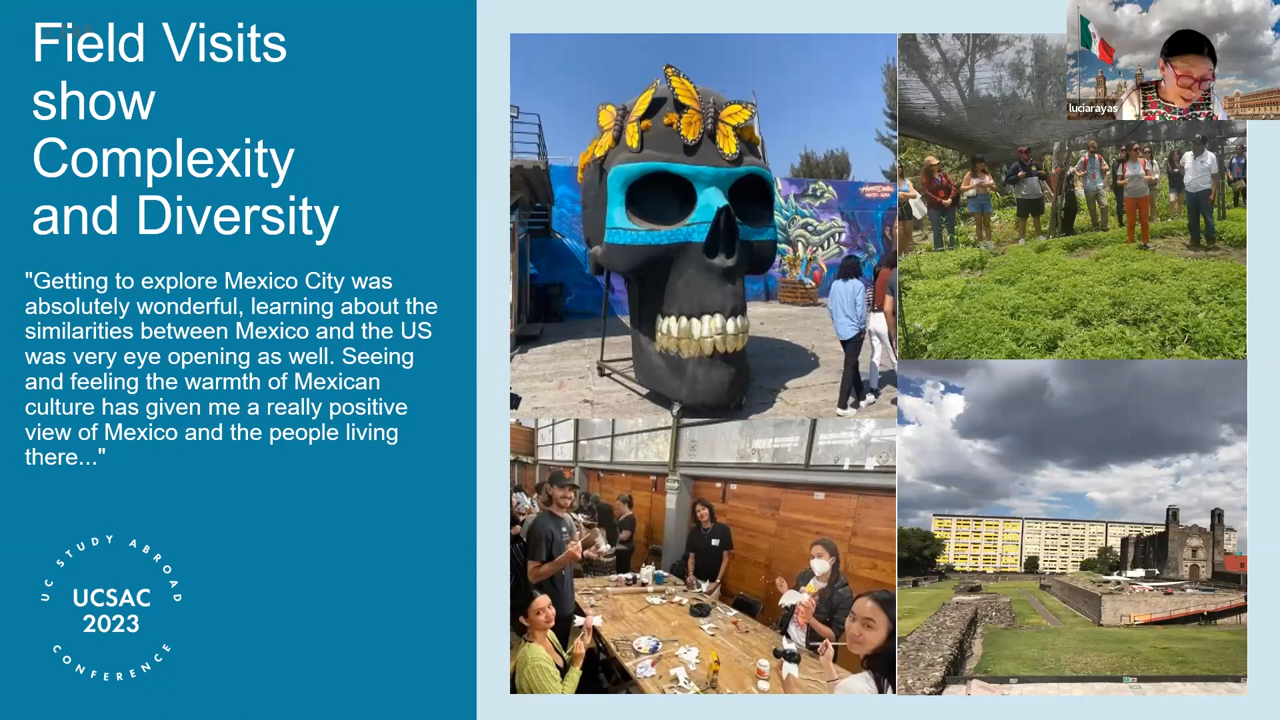 Field Visits
show
Complexity
and Diversity
"Getting to explore Mexico City was
absolutely wonderful, learning about the
similarities between Mexico and the US
was very eye opening as well. Seeing
and feeling the warmth of Mexican
culture has given me a really positive
view of Mexico and the people living
there..."
UC STUDY ABROAD
UCSAC
2023
CONFERENCE
luciarayas